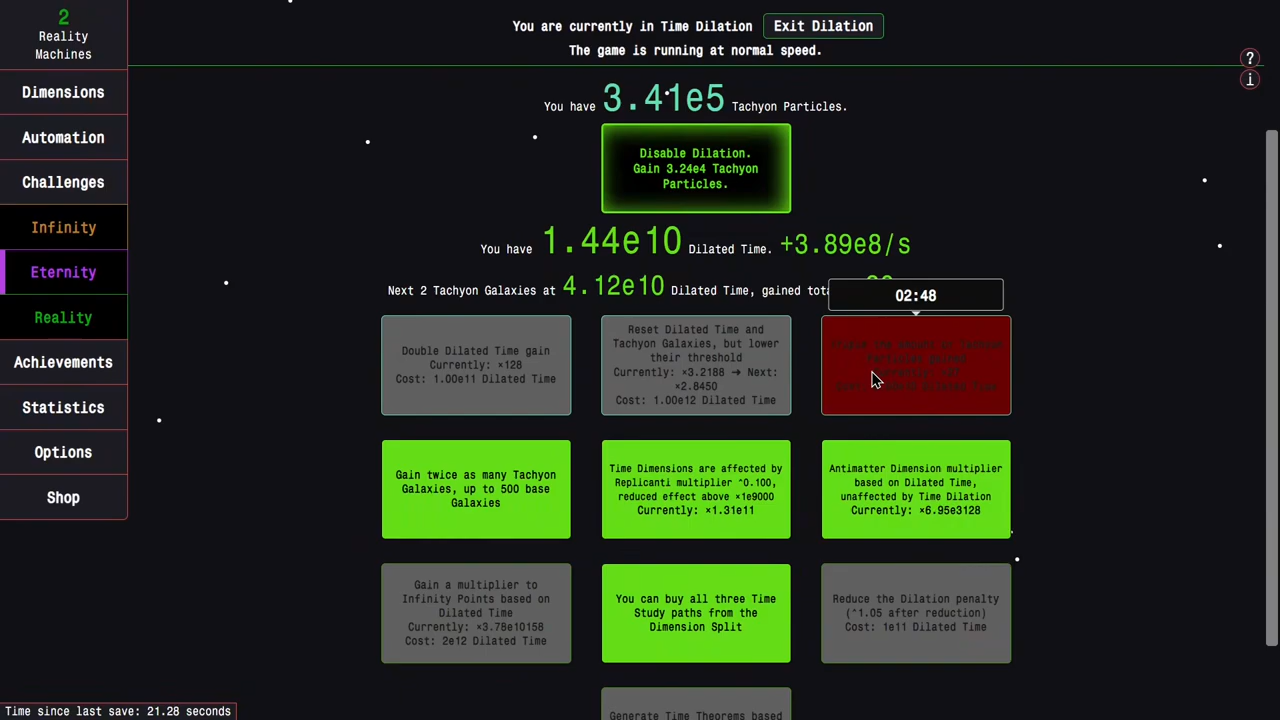 2
Reality
Machines
Dimensions
Automation
Challenges
Infinity
Eternity
Reality
Achievements
Statistics
Options
Shop
You are currently in Time Dilation
Exit Dilation
The game is running at normal speed.
?
i
You have 3.41e5 Tachyon Particles.
Disable Dilation.
Gain 3.24e4 Tachyon
Particles.
You have 1.44e10 Dilated Time. +3.89e8/s
Next 2 Tachyon Galaxies at 4.12e10 Dilated Time, gained
02:48
Double Dilated Time gain
Currently: ×128
Cost: 1.00e11 Dilated Time
Reset Dilated Time and
Tachyon Galaxies, but lower
their threshold
Currently: ×3.2188 ➜ Next:
×2.8450
Cost: 1.00e12 Dilated Time
Gain twice as many Tachyon
Galaxies, up to 500 base
Galaxies
Time Dimensions are affected by
Replicanti multiplier ^0.100,
reduced effect above ×1e9000
Currently: ×1.31e11
Antimatter Dimension multiplier
based on Dilated Time,
unaffected by Time Dilation
Currently: ×6.95e3128
Gain a multiplier to
Infinity Points based on
Dilated Time
Currently: ×3.78e10158
Cost: 2e12 Dilated Time
You can buy all three Time
Study paths from the
Dimension Split
Reduce the Dilation penalty
(^1.05 after reduction)
Cost: 1e11 Dilated Time
Generate Time Theorems based
Time since last save: 21.28 seconds